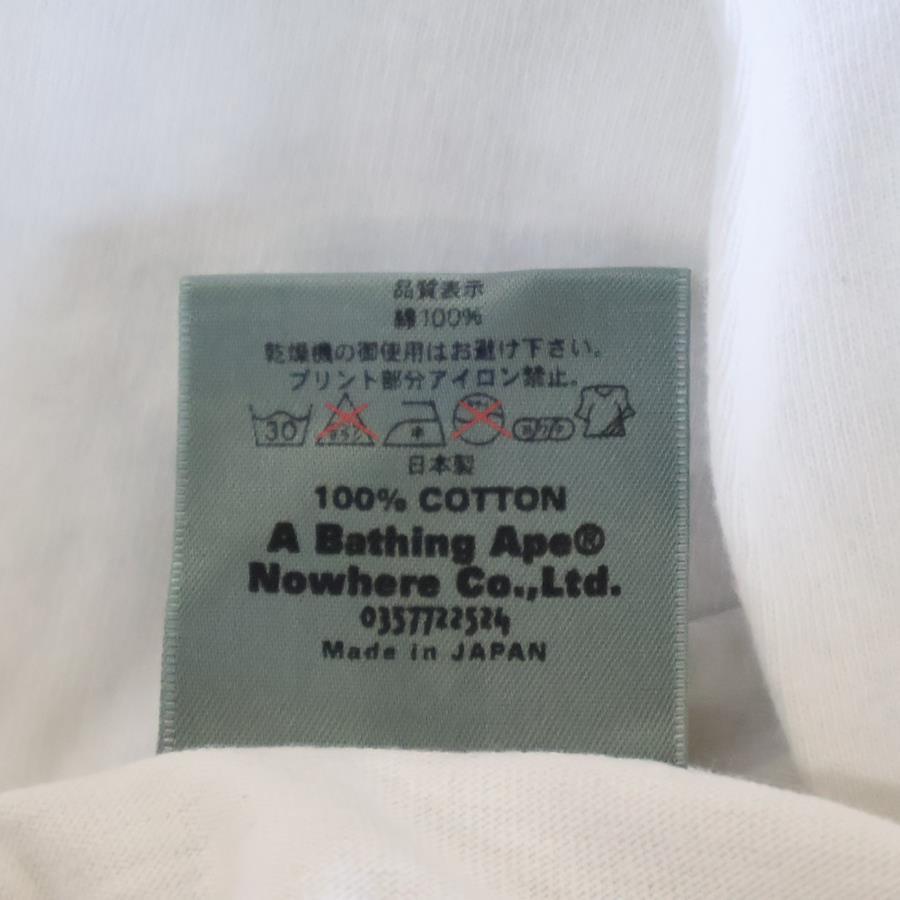 品質表示
綿100%
乾燥機の御使用はお避け下さい。
プリント部分アイロン禁止。
30 中
日本製
100% COTTON
A Bathing Ape®
Nowhere Co.,Ltd.
0357722524
Made in JAPAN